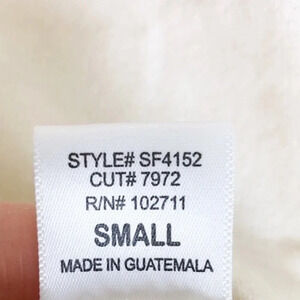 STYLE# SF4152
CUT# 7972
R/N# 102711
SMALL
MADE IN GUATEMALA